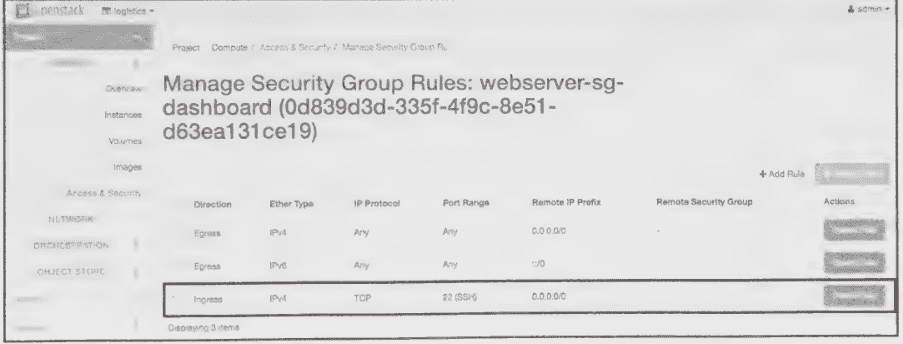 penstack logistics admin
Project Compute / Access & Security / Manage Security Group Ru
Manage Security Group Rules: webserver-sg-
dashboard (0d839d3d-335f-4f9c-8e51-
d63ea131ce19)
Overview
Instances
Volumes
Images
Access & Security
NETWORK
ORCHESTRATION
OBJECT STORE
+ Add Rule
Direction Ether Type IP Protocol Port Range Remote IP Prefix Remote Security Group Actions
Egress IPv4 Any Any 0.0.0.0/0 -
Egress IPv6 Any Any ::/0
Ingress IPv4 TCP 22 (SSH) 0.0.0.0/0
Displaying 3 items